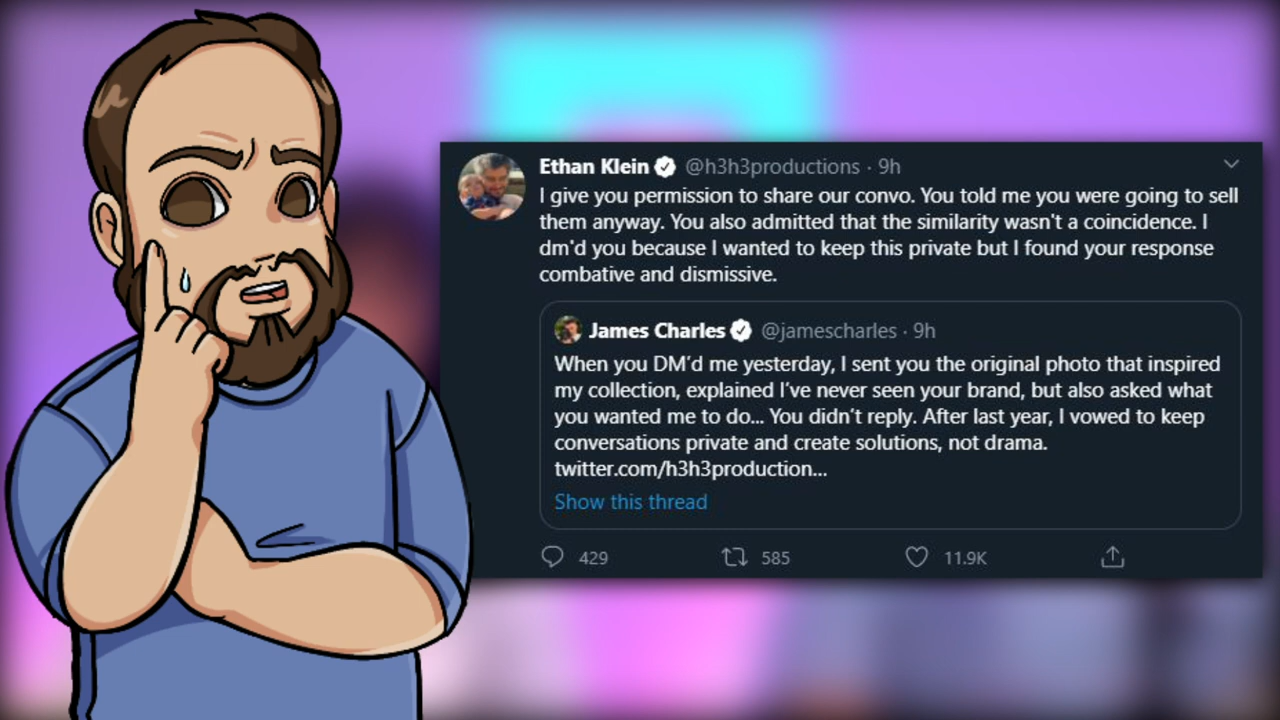 Ethan Klein @h3h3productions · 9h
I give you permission to share our convo. You told me you were going to sell
them anyway. You also admitted that the similarity wasn't a coincidence. I
dm'd you because I wanted to keep this private but I found your response
combative and dismissive.
James Charles @jamescharles · 9h
When you DM’d me yesterday, I sent you the original photo that inspired
my collection, explained I’ve never seen your brand, but also asked what
you wanted me to do... You didn’t reply. After last year, I vowed to keep
conversations private and create solutions, not drama.
twitter.com/h3h3production...
Show this thread
429 585 11.9K